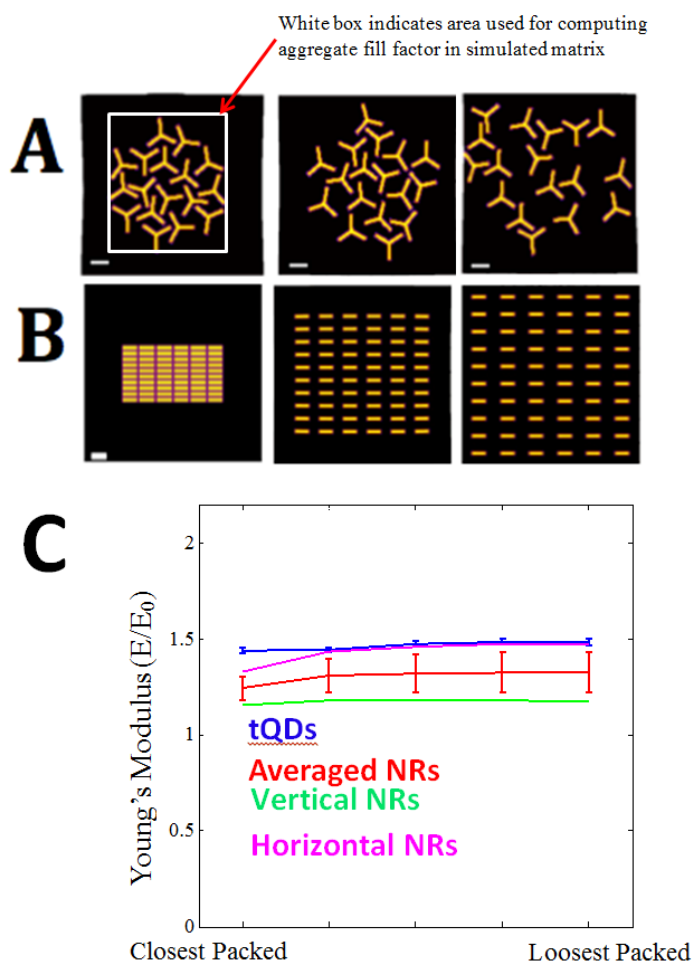 White box indicates area used for computing
aggregate fill factor in simulated matrix
A
B
C
Young's Modulus (E/E₀)
2
1.5
1
0.5
0
tQDs
Averaged NRs
Vertical NRs
Horizontal NRs
Closest Packed
Loosest Packed